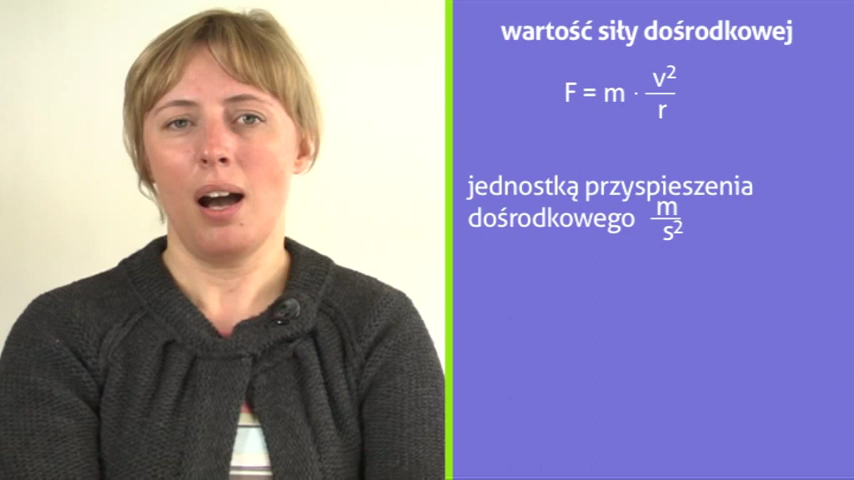 wartość siły dośrodkowej
F = m · v²/r
jednostką przyspieszenia
dośrodkowego m/s²